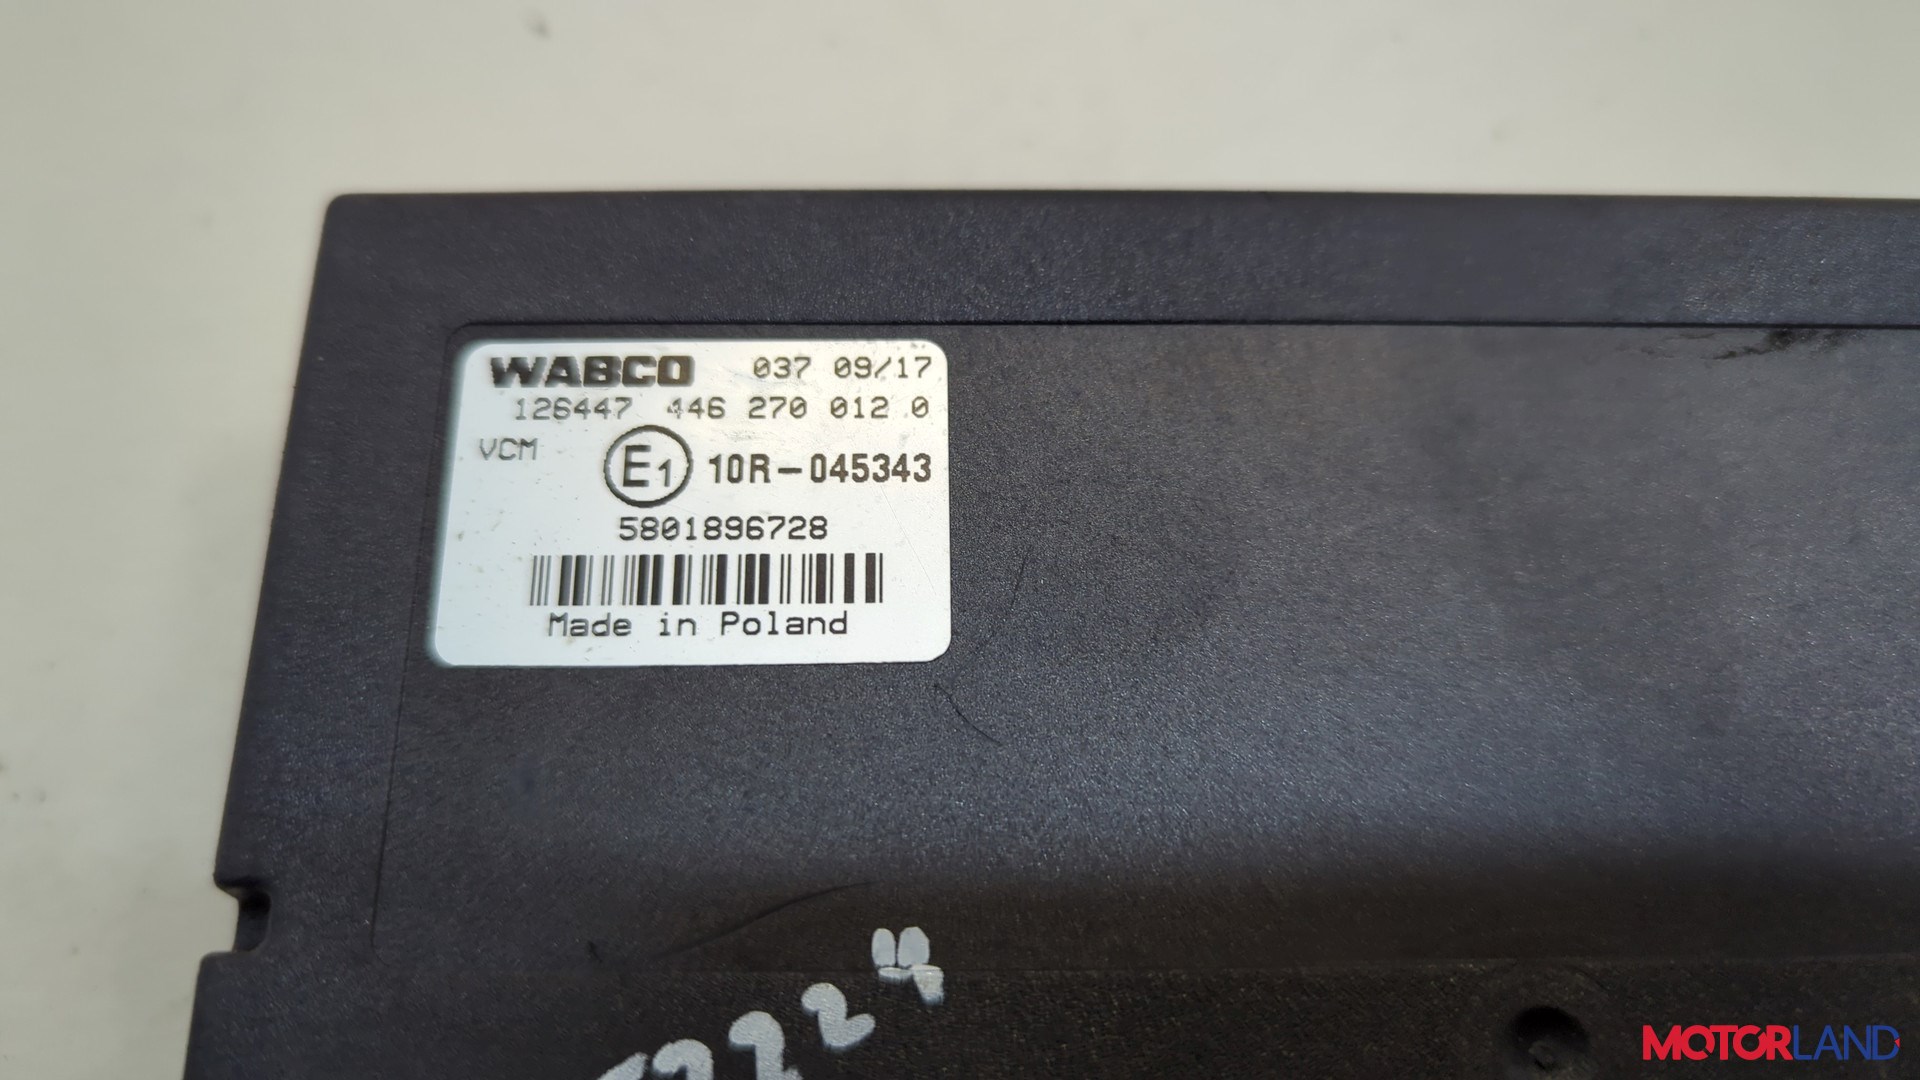 WABCO 037 09/17
126447 446 270 012 0
VCM E1 10R-045343
5801896728
Made in Poland
MOTORLAND